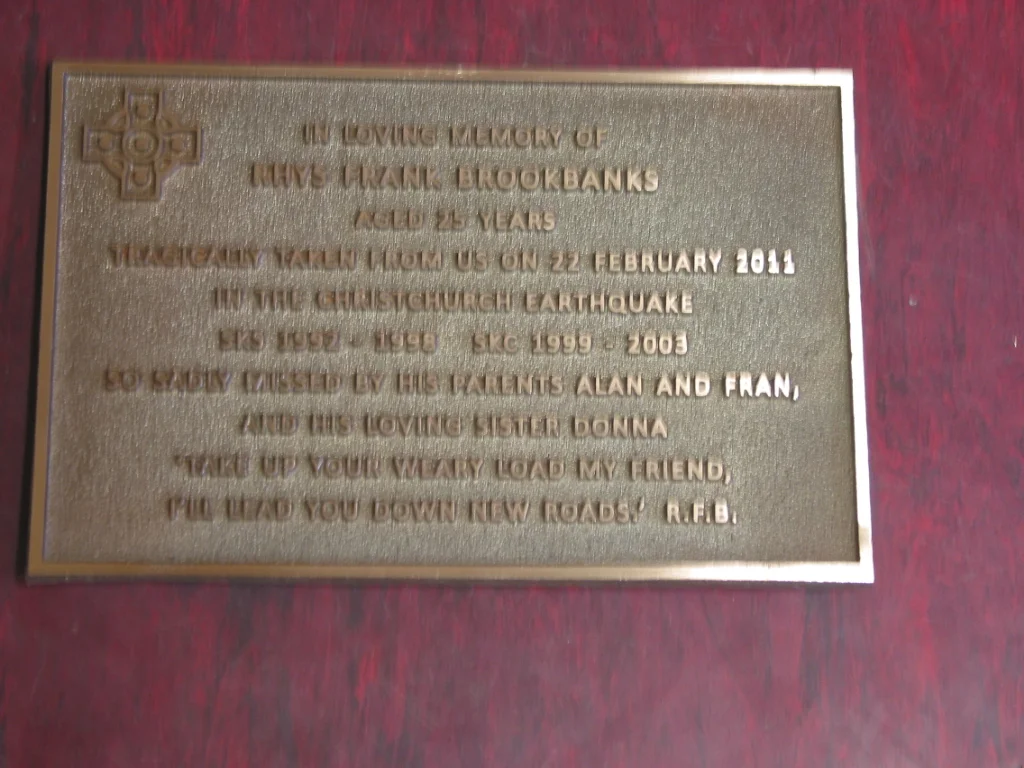 IN LOVING MEMORY OF
RHYS FRANK BROOKBANKS
AGED 25 YEARS
TRAGICALLY TAKEN FROM US ON 22 FEBRUARY 2011
IN THE CHRISTCHURCH EARTHQUAKE
SKS 1992 - 1998 SKC 1999 - 2003
SO SADLY MISSED BY HIS PARENTS ALAN AND FRAN,
AND HIS LOVING SISTER DONNA
'TAKE UP YOUR WEARY LOAD MY FRIEND,
I'LL LEAD YOU DOWN NEW ROADS.' R.F.B.